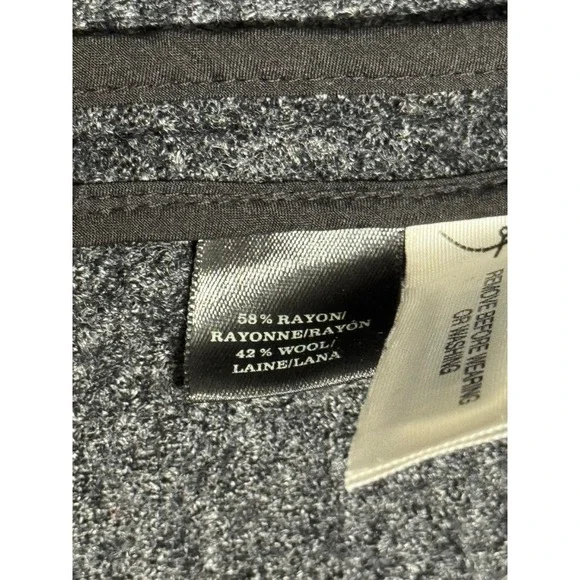 58% RAYON/
RAYONNE/RAYÓN
42% WOOL/
LAINE/LANA
REMOVE BEFORE WEARING
OR WASHING